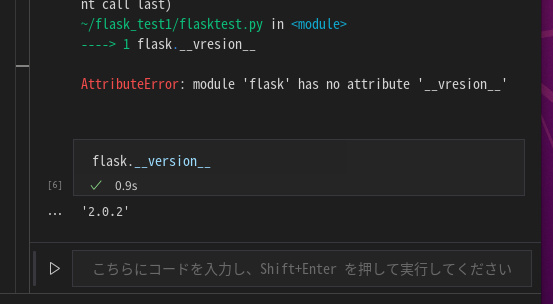 nt call last)
~/flask_test1/flasktest.py in <module>
----> 1 flask.__vresion__
AttributeError: module 'flask' has no attribute '__vresion__'
flask.__version__
[6]
0.9s
... '2.0.2'
こちらにコードを入力し、Shift+Enter を押して実行してください